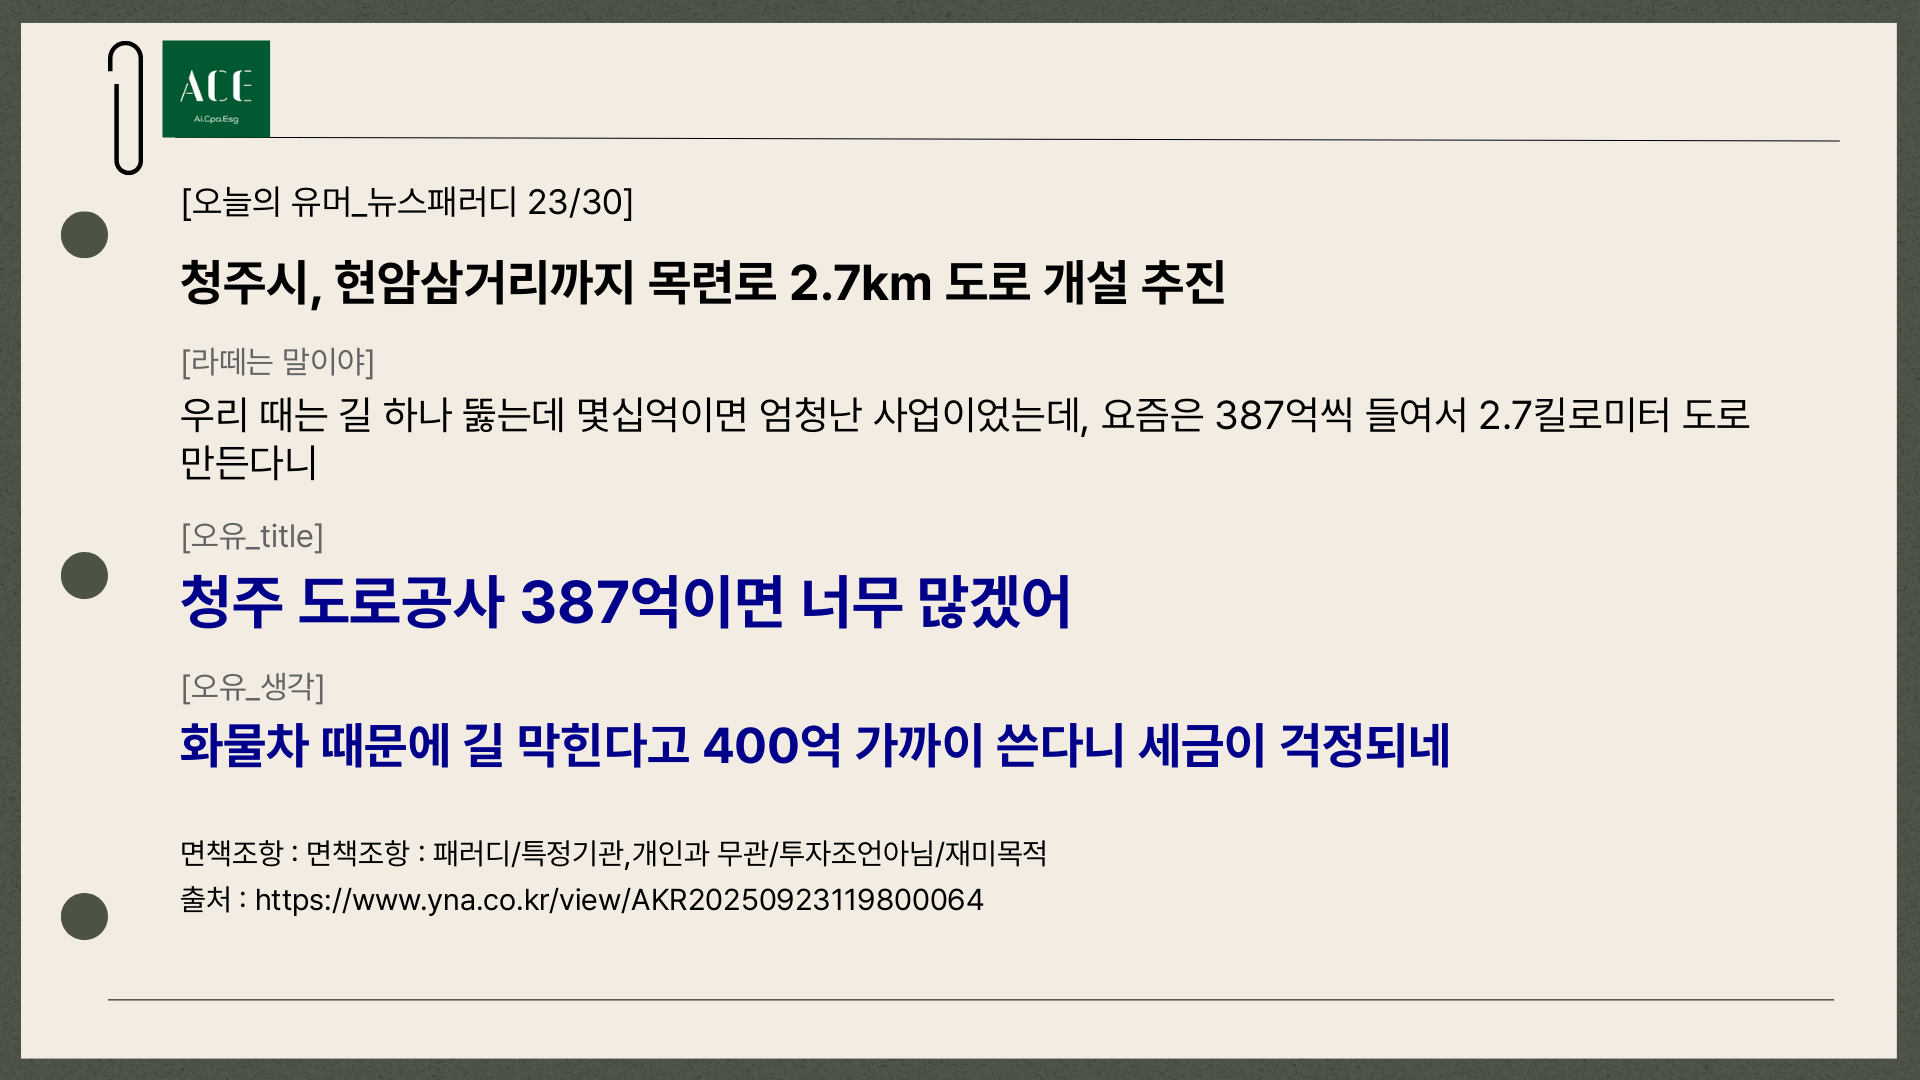 ACE
Ai.Cpa.Esg
[오늘의 유머_뉴스패러디 23/30]
청주시, 현암삼거리까지 목련로 2.7km 도로 개설 추진
[라떼는 말이야]
우리 때는 길 하나 뚫는데 몇십억이면 엄청난 사업이었는데, 요즘은 387억씩 들여서 2.7킬로미터 도로
만든다니
[오유_title]
청주 도로공사 387억이면 너무 많겠어
[오유_생각]
화물차 때문에 길 막힌다고 400억 가까이 쓴다니 세금이 걱정되네
면책조항 : 면책조항 : 패러디/특정기관,개인과 무관/투자조언아님/재미목적
출처 : https://www.yna.co.kr/view/AKR20250923119800064